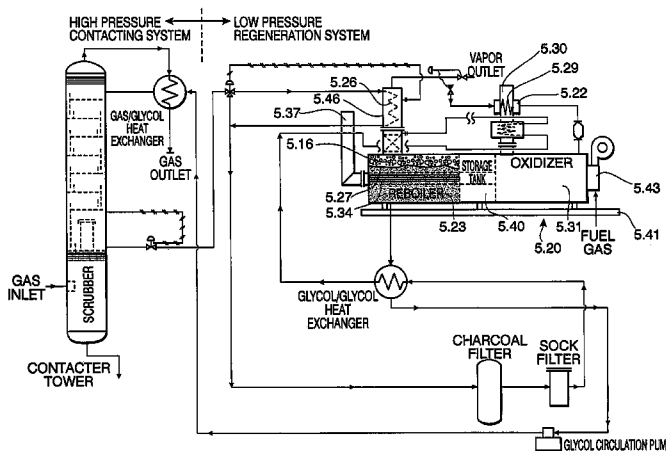 HIGH PRESSURE
CONTACTING SYSTEM
LOW PRESSURE
REGENERATION SYSTEM
VAPOR
OUTLET
5.30
5.29
5.22
5.26
5.46
5.37
5.16
GAS/GLYCOL
HEAT
EXCHANGER
GAS
OUTLET
OXIDIZER
STORAGE
TANK
REBOILER
5.43
5.27
5.34
5.23
5.40
5.31
5.41
5.20
FUEL
GAS
GAS
INLET
SCRUBBER
GLYCOL/GLYCOL
HEAT
EXCHANGER
CONTACTER
TOWER
CHARCOAL
FILTER
SOCK
FILTER
GLYCOL CIRCULATION PUM